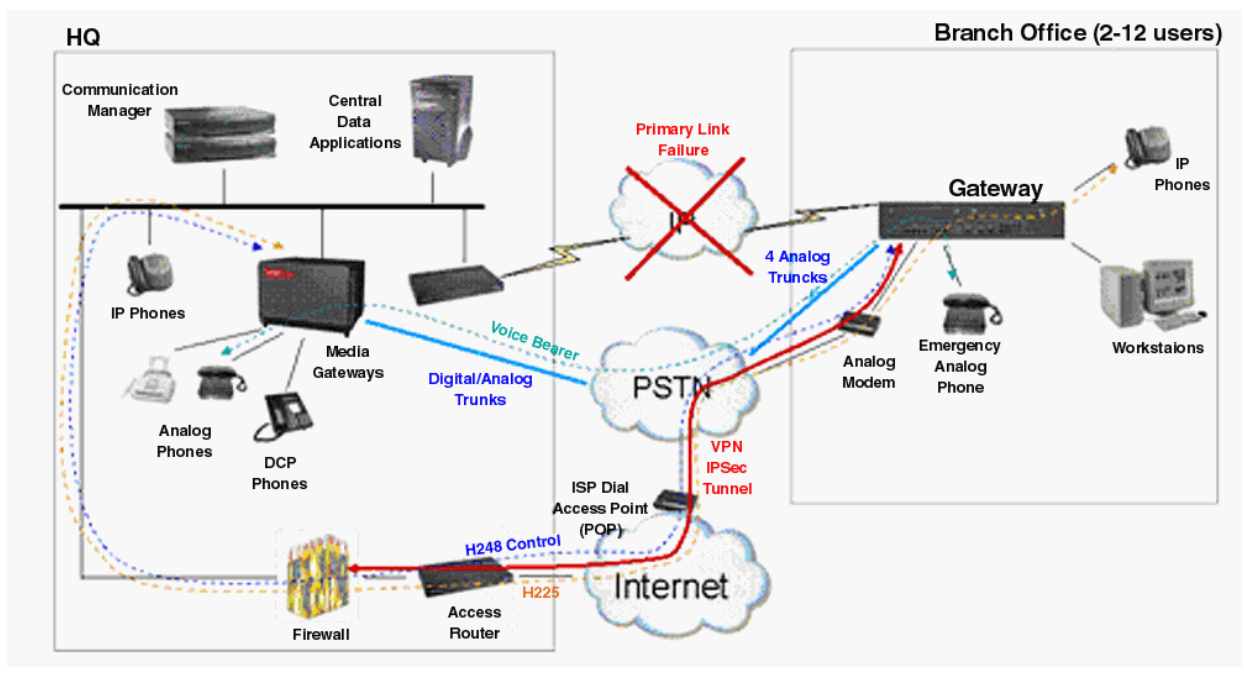 HQ
Branch Office (2-12 users)
Communication
Manager
Central
Data
Applications
Primary Link
Failure
IP
Gateway
IP
Phones
4 Analog
Truncks
IP Phones
Media
Gateways
Voice Bearer
Digital/Analog
Trunks
PSTN
Analog
Modem
Emergency
Analog
Phone
Workstaions
Analog
Phones
DCP
Phones
VPN
IPSec
Tunnel
ISP Dial
Access Point
(POP)
H248 Control
H225
Internet
Firewall
Access
Router